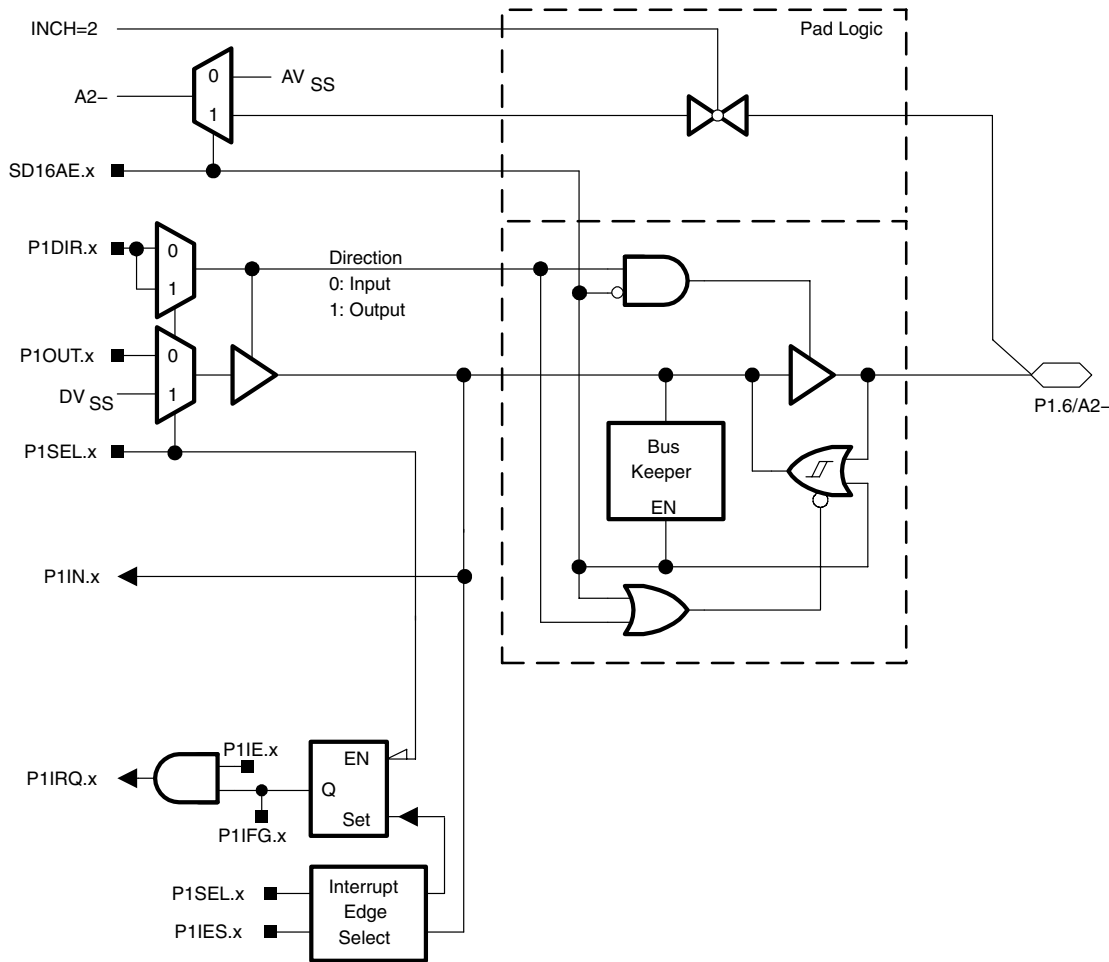 INCH=2
Pad Logic
0
AV SS
A2–
1
SD16AE.x
P1DIR.x
0
1
Direction
0: Input
1: Output
P1OUT.x
0
DV SS
1
P1.6/A2–
P1SEL.x
Bus
Keeper
EN
P1IN.x
P1IE.x
EN
P1IRQ.x
Q
Set
P1IFG.x
P1SEL.x
Interrupt
Edge
Select
P1IES.x